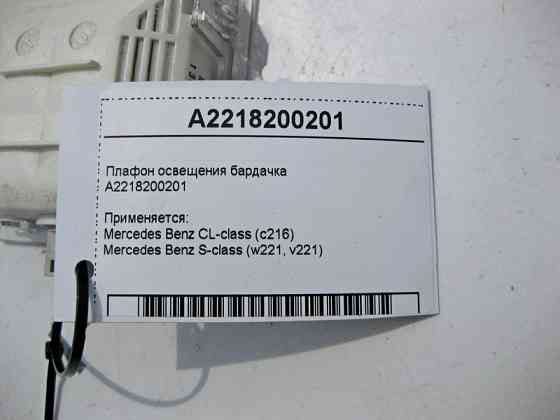 A2218200201
Плафон освещения бардачка
A2218200201
Применяется:
Mercedes Benz CL-class (c216)
Mercedes Benz S-class (w221, v221)